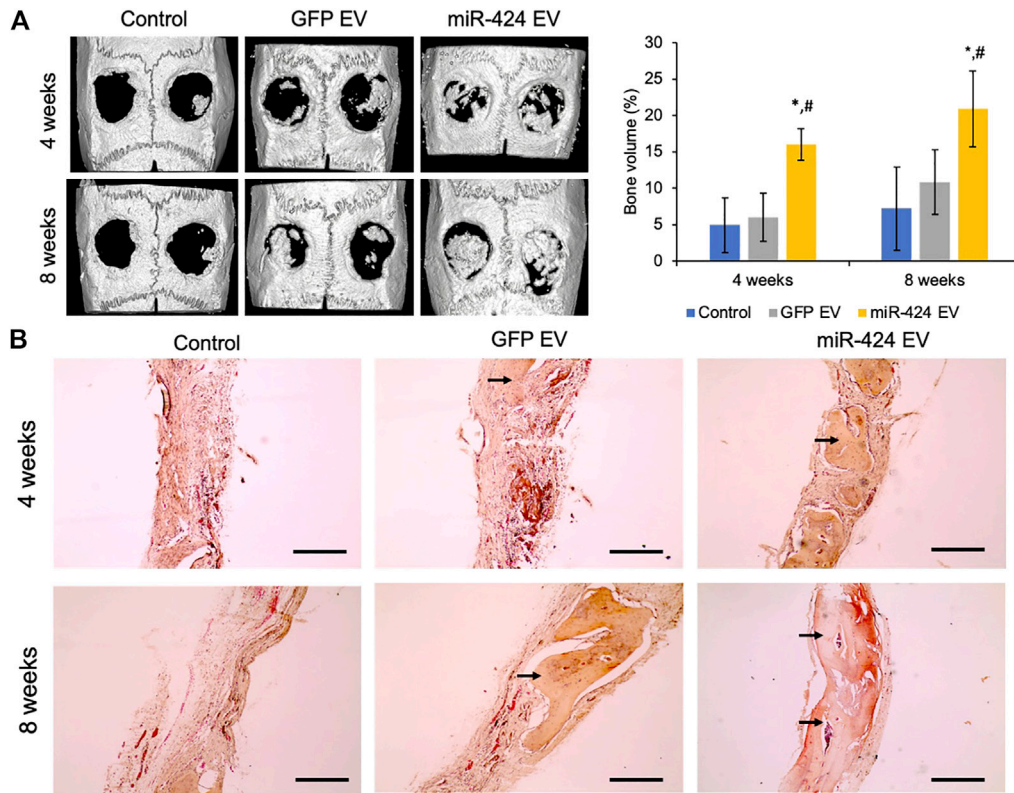 A
Control
GFP EV
miR-424 EV
4 weeks
8 weeks
Bone volume (%)
30
25
20
15
10
5
0
*,#
*,#
4 weeks
8 weeks
Control
GFP EV
miR-424 EV
B
Control
GFP EV
miR-424 EV
4 weeks
8 weeks